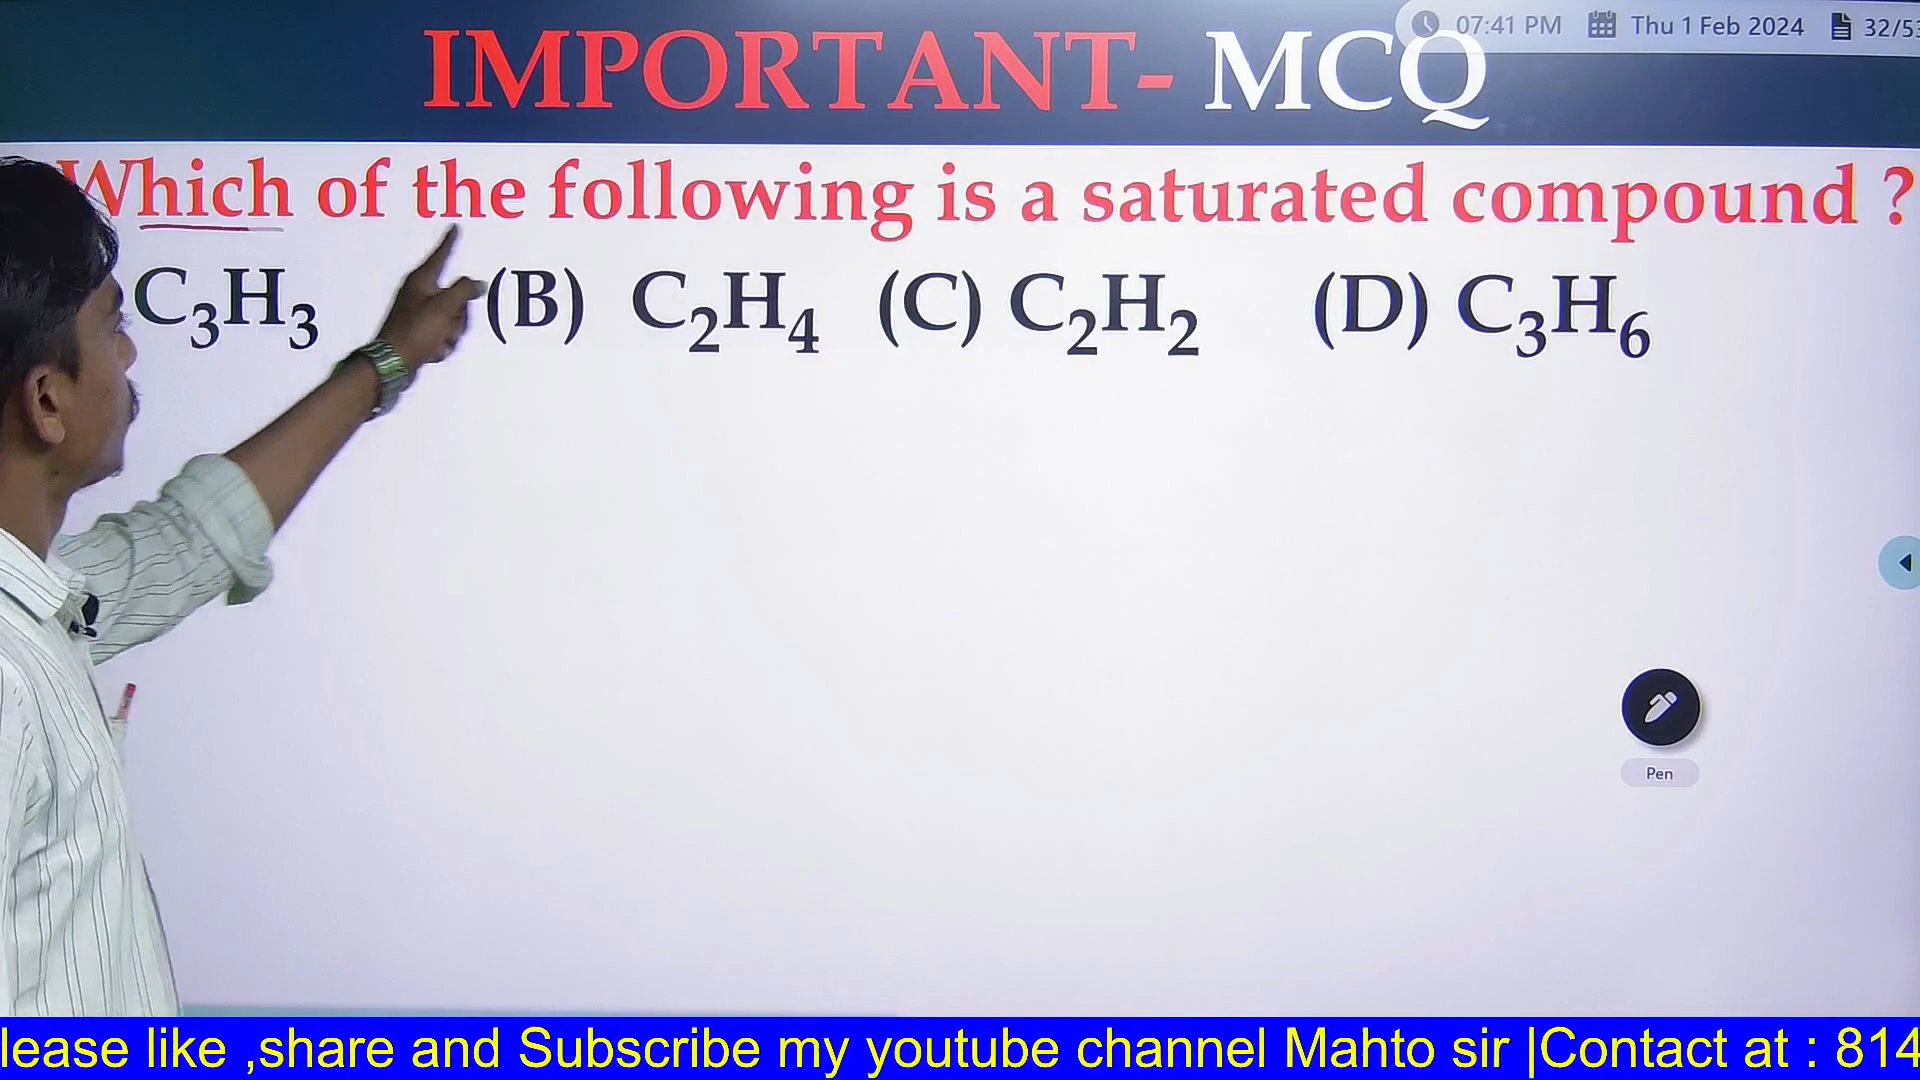 07:41 PM Thu 1 Feb 2024 32/53
IMPORTANT- MCQ
Which of the following is a saturated compound ?
C₃H₃ (B) C₂H₄ (C) C₂H₂ (D) C₃H₆
Pen
lease like ,share and Subscribe my youtube channel Mahto sir |Contact at : 814